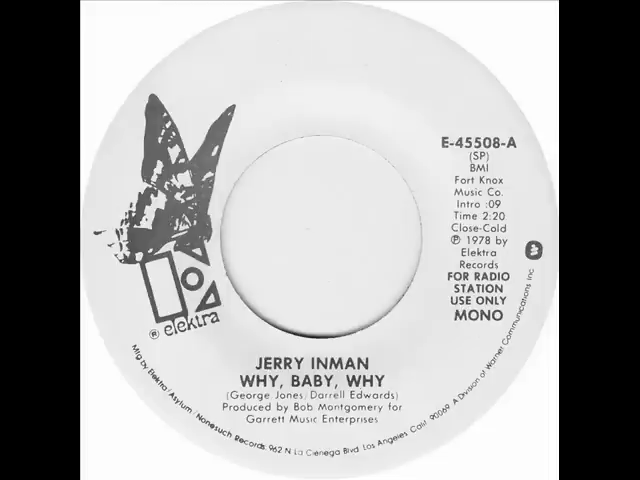 E-45508-A
(SP)
BMI
Fort Knox
Music Co.
Intro :09
Time 2:20
Close-Cold
℗ 1978 by
Elektra
Records
FOR RADIO
STATION
USE ONLY
MONO
® elektra
JERRY INMAN
WHY, BABY, WHY
(George Jones/Darrell Edwards)
Produced by Bob Montgomery for
Garrett Music Enterprises
Mfg by Elektra/Asylum/Nonesuch Records 962 N La Cienega Blvd Los Angeles Calif 90069 A Division of Warner Communications Inc